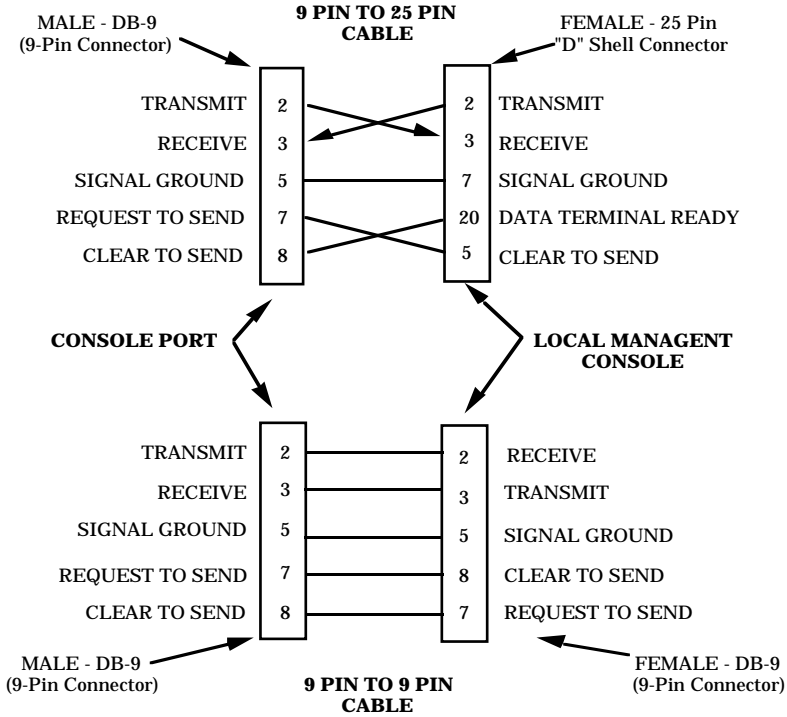 9 PIN TO 25 PIN
CABLE
MALE - DB-9
(9-Pin Connector)
FEMALE - 25 Pin
"D" Shell Connector
TRANSMIT 2 2 TRANSMIT
RECEIVE 3 3 RECEIVE
SIGNAL GROUND 5 7 SIGNAL GROUND
REQUEST TO SEND 7 20 DATA TERMINAL READY
CLEAR TO SEND 8 5 CLEAR TO SEND
CONSOLE PORT
LOCAL MANAGENT
CONSOLE
TRANSMIT 2 2 RECEIVE
RECEIVE 3 3 TRANSMIT
SIGNAL GROUND 5 5 SIGNAL GROUND
REQUEST TO SEND 7 8 CLEAR TO SEND
CLEAR TO SEND 8 7 REQUEST TO SEND
MALE - DB-9
(9-Pin Connector)
FEMALE - DB-9
(9-Pin Connector)
9 PIN TO 9 PIN
CABLE